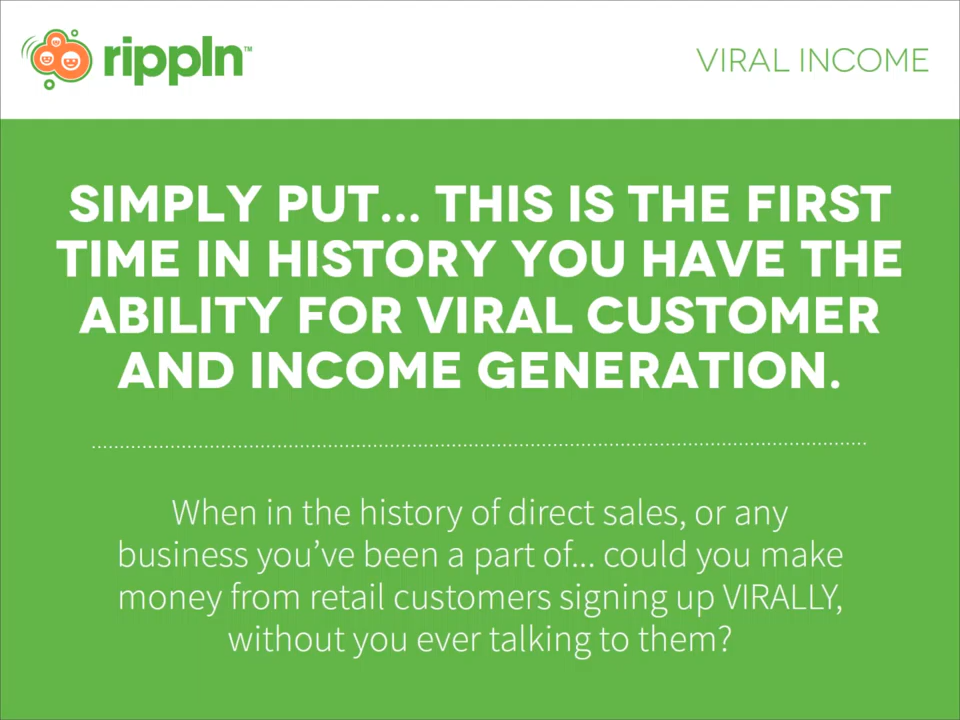 rippln™
VIRAL INCOME
SIMPLY PUT... THIS IS THE FIRST
TIME IN HISTORY YOU HAVE THE
ABILITY FOR VIRAL CUSTOMER
AND INCOME GENERATION.
When in the history of direct sales, or any
business you've been a part of... could you make
money from retail customers signing up VIRALLY,
without you ever talking to them?